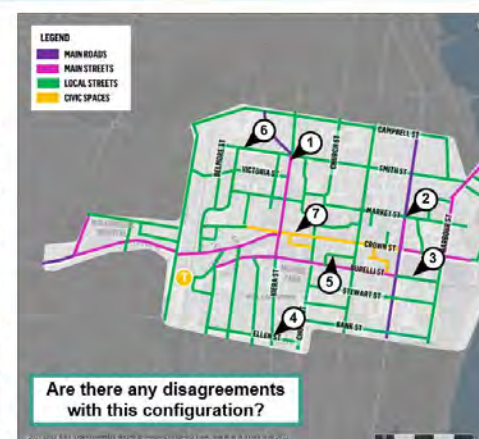 LEGEND
MAIN ROADS
MAIN STREETS
LOCAL STREETS
CIVIC SPACES
CAMPBELL ST
6
1
BELMORE ST
CHURCH ST
SMITH ST
VICTORIA ST
2
MARKET ST
HARBOUR ST
7
CROWN ST
3
BURELLI ST
T
5
STEWART ST
KEIRA ST
4
BANK ST
ELLEN ST
Are there any disagreements
with this configuration?